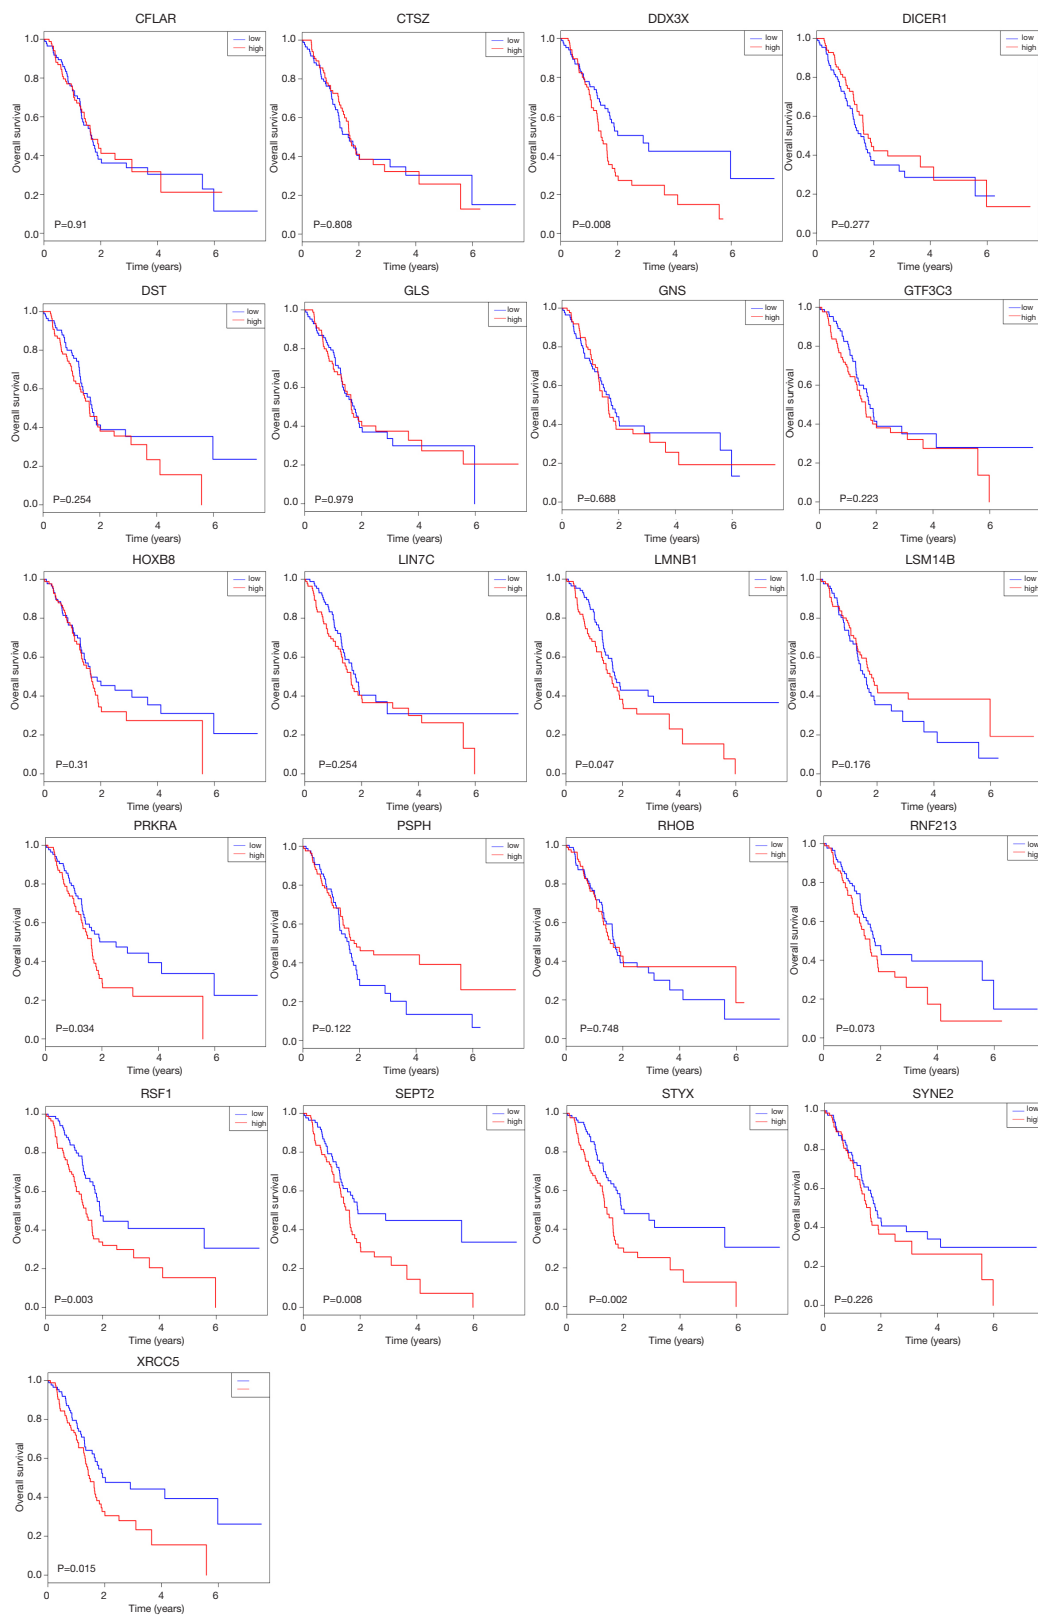 CFLAR
low
high
Overall survival
1.0
0.8
0.6
0.4
0.2
0.0
P=0.91
0 2 4 6
Time (years)
CTSZ
low
high
Overall survival
1.0
0.8
0.6
0.4
0.2
0.0
P=0.808
0 2 4 6
Time (years)
DDX3X
low
high
Overall survival
1.0
0.8
0.6
0.4
0.2
0.0
P=0.008
0 2 4 6
Time (years)
DICER1
low
high
Overall survival
1.0
0.8
0.6
0.4
0.2
0.0
P=0.277
0 2 4 6
Time (years)
DST
low
high
Overall survival
1.0
0.8
0.6
0.4
0.2
0.0
P=0.254
0 2 4 6
Time (years)
GLS
low
high
Overall survival
1.0
0.8
0.6
0.4
0.2
0.0
P=0.979
0 2 4 6
Time (years)
GNS
low
high
Overall survival
1.0
0.8
0.6
0.4
0.2
0.0
P=0.688
0 2 4 6
Time (years)
GTF3C3
low
high
Overall survival
1.0
0.8
0.6
0.4
0.2
0.0
P=0.223
0 2 4 6
Time (years)
HOXB8
low
high
Overall survival
1.0
0.8
0.6
0.4
0.2
0.0
P=0.31
0 2 4 6
Time (years)
LIN7C
low
high
Overall survival
1.0
0.8
0.6
0.4
0.2
0.0
P=0.254
0 2 4 6
Time (years)
LMNB1
low
high
Overall survival
1.0
0.8
0.6
0.4
0.2
0.0
P=0.047
0 2 4 6
Time (years)
LSM14B
low
high
Overall survival
1.0
0.8
0.6
0.4
0.2
0.0
P=0.176
0 2 4 6
Time (years)
PRKRA
low
high
Overall survival
1.0
0.8
0.6
0.4
0.2
0.0
P=0.034
0 2 4 6
Time (years)
PSPH
low
high
Overall survival
1.0
0.8
0.6
0.4
0.2
0.0
P=0.122
0 2 4 6
Time (years)
RHOB
low
high
Overall survival
1.0
0.8
0.6
0.4
0.2
0.0
P=0.748
0 2 4 6
Time (years)
RNF213
low
high
Overall survival
1.0
0.8
0.6
0.4
0.2
0.0
P=0.073
0 2 4 6
Time (years)
RSF1
low
high
Overall survival
1.0
0.8
0.6
0.4
0.2
0.0
P=0.003
0 2 4 6
Time (years)
SEPT2
low
high
Overall survival
1.0
0.8
0.6
0.4
0.2
0.0
P=0.008
0 2 4 6
Time (years)
STYX
low
high
Overall survival
1.0
0.8
0.6
0.4
0.2
0.0
P=0.002
0 2 4 6
Time (years)
SYNE2
low
high
Overall survival
1.0
0.8
0.6
0.4
0.2
0.0
P=0.226
0 2 4 6
Time (years)
XRCC5
Overall survival
1.0
0.8
0.6
0.4
0.2
0.0
P=0.015
0 2 4 6
Time (years)